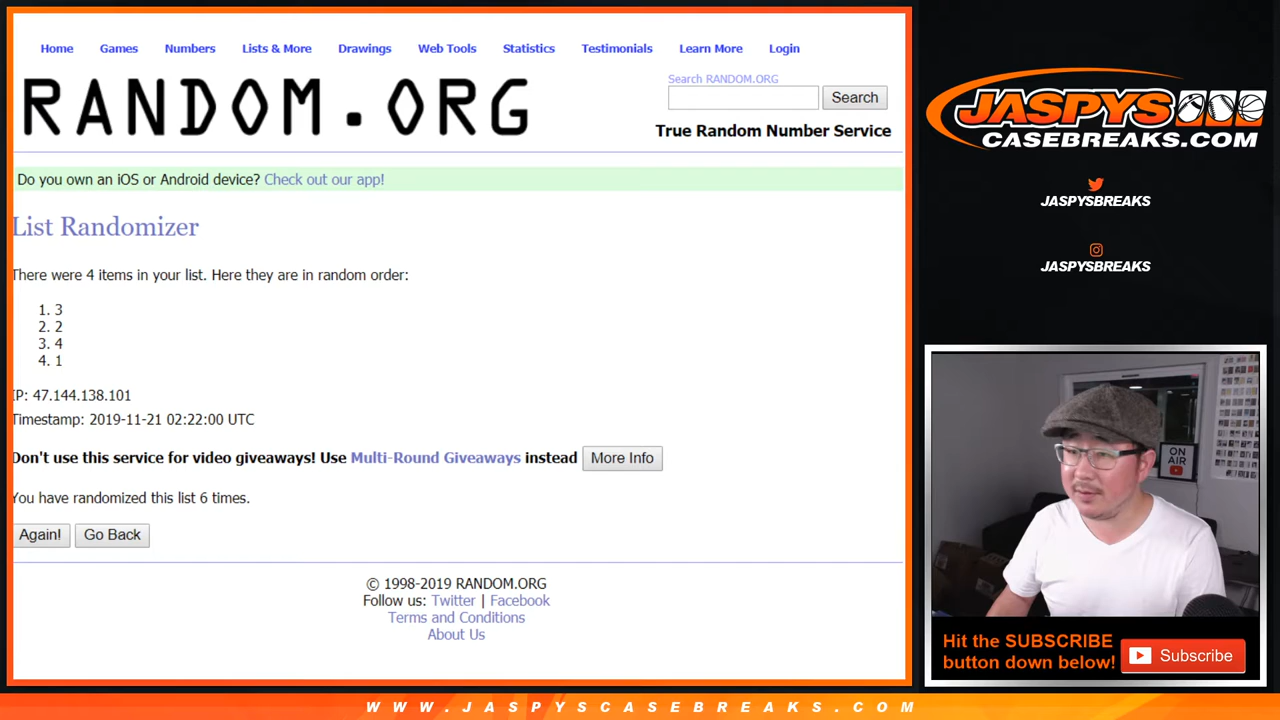 Home Games Numbers Lists & More Drawings Web Tools Statistics Testimonials Learn More Login
RANDOM.ORG
Search RANDOM.ORG
Search
True Random Number Service
Do you own an iOS or Android device? Check out our app!
List Randomizer
There were 4 items in your list. Here they are in random order:
1. 3
2. 2
3. 4
4. 1
IP: 47.144.138.101
Timestamp: 2019-11-21 02:22:00 UTC
Don't use this service for video giveaways! Use Multi-Round Giveaways instead More Info
You have randomized this list 6 times.
Again! Go Back
© 1998-2019 RANDOM.ORG
Follow us: Twitter | Facebook
Terms and Conditions
About Us
JASPYS
CASEBREAKS.COM
JASPYSBREAKS
JASPYSBREAKS
ON
AIR
Hit the SUBSCRIBE
button down below!
Subscribe
WWW.JASPYSCASEBREAKS.COM